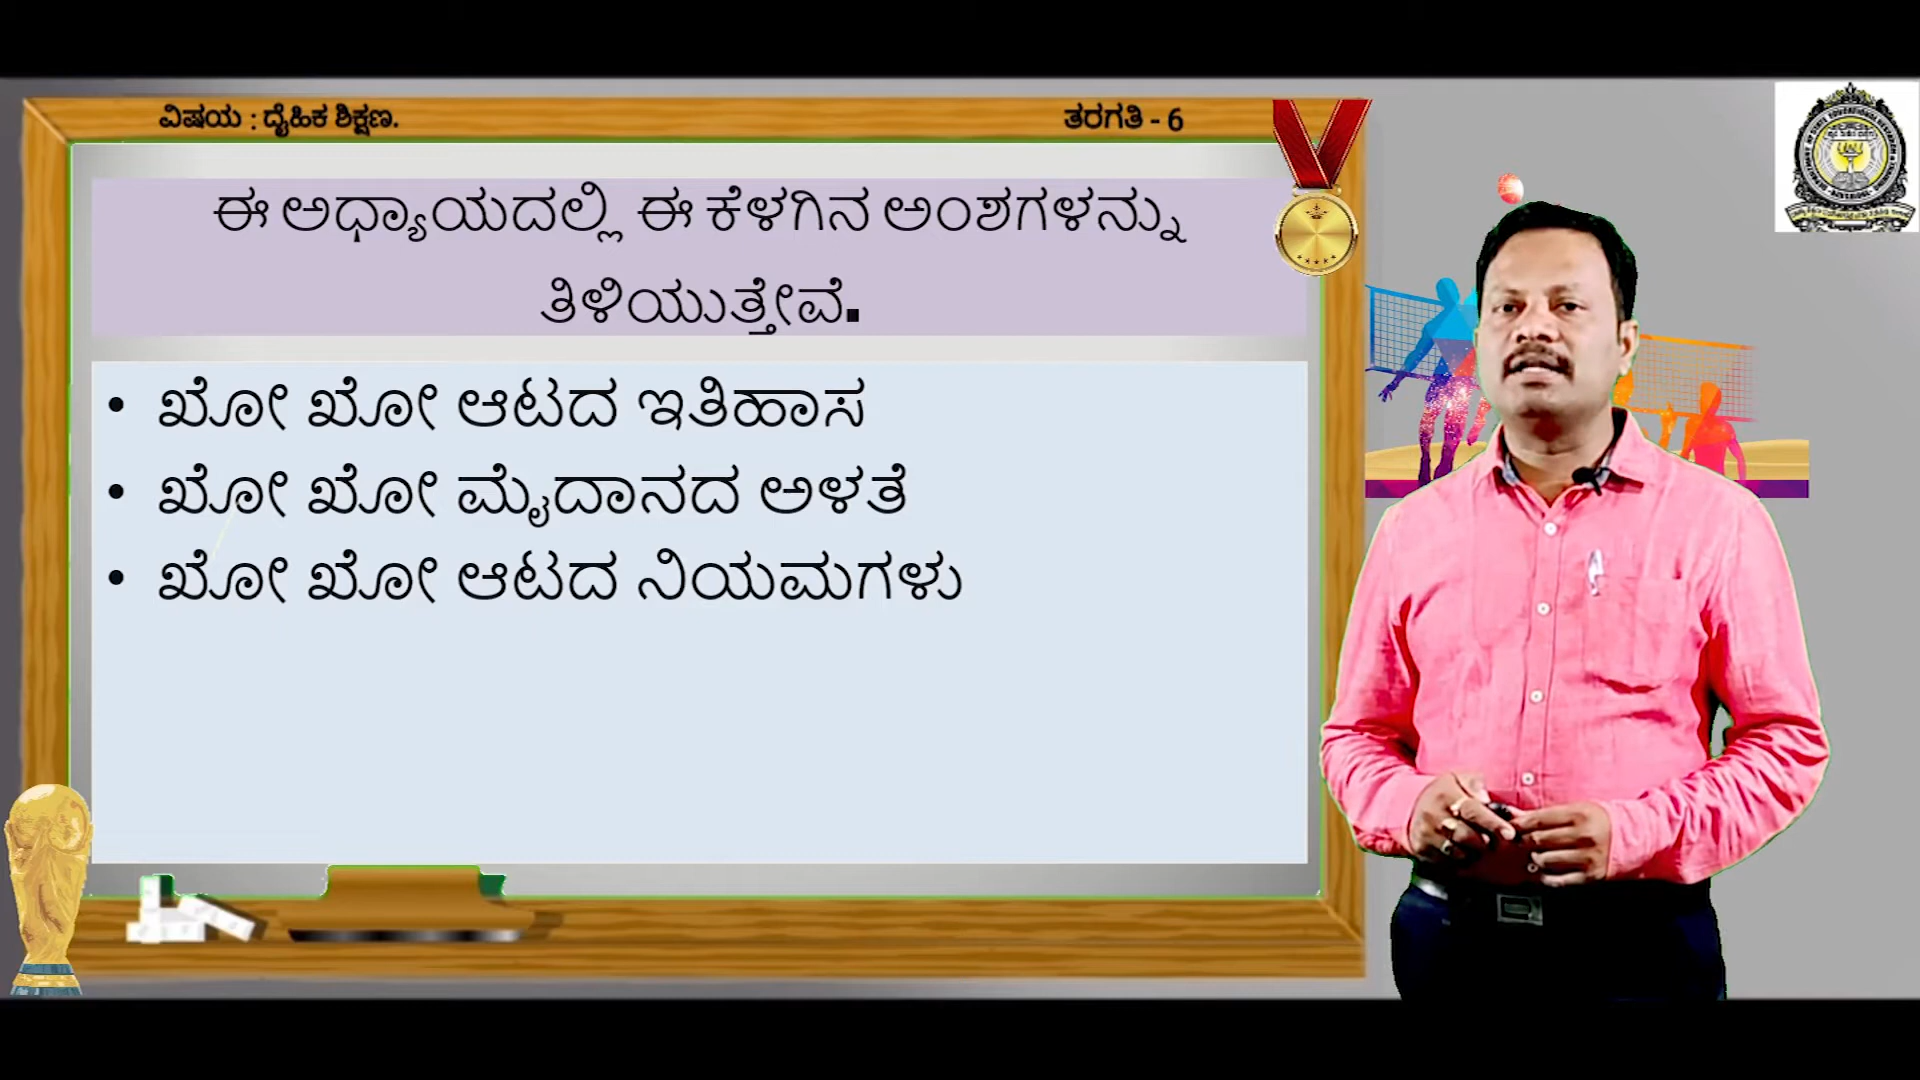 ವಿಷಯ : ದೈಹಿಕ ಶಿಕ್ಷಣ.
ತರಗತಿ - 6
ಈ ಅಧ್ಯಾಯದಲ್ಲಿ ಈ ಕೆಳಗಿನ ಅಂಶಗಳನ್ನು
ತಿಳಿಯುತ್ತೇವೆ.
• ಖೋ ಖೋ ಆಟದ ಇತಿಹಾಸ
• ಖೋ ಖೋ ಮೈದಾನದ ಅಳತೆ
• ಖೋ ಖೋ ಆಟದ ನಿಯಮಗಳು